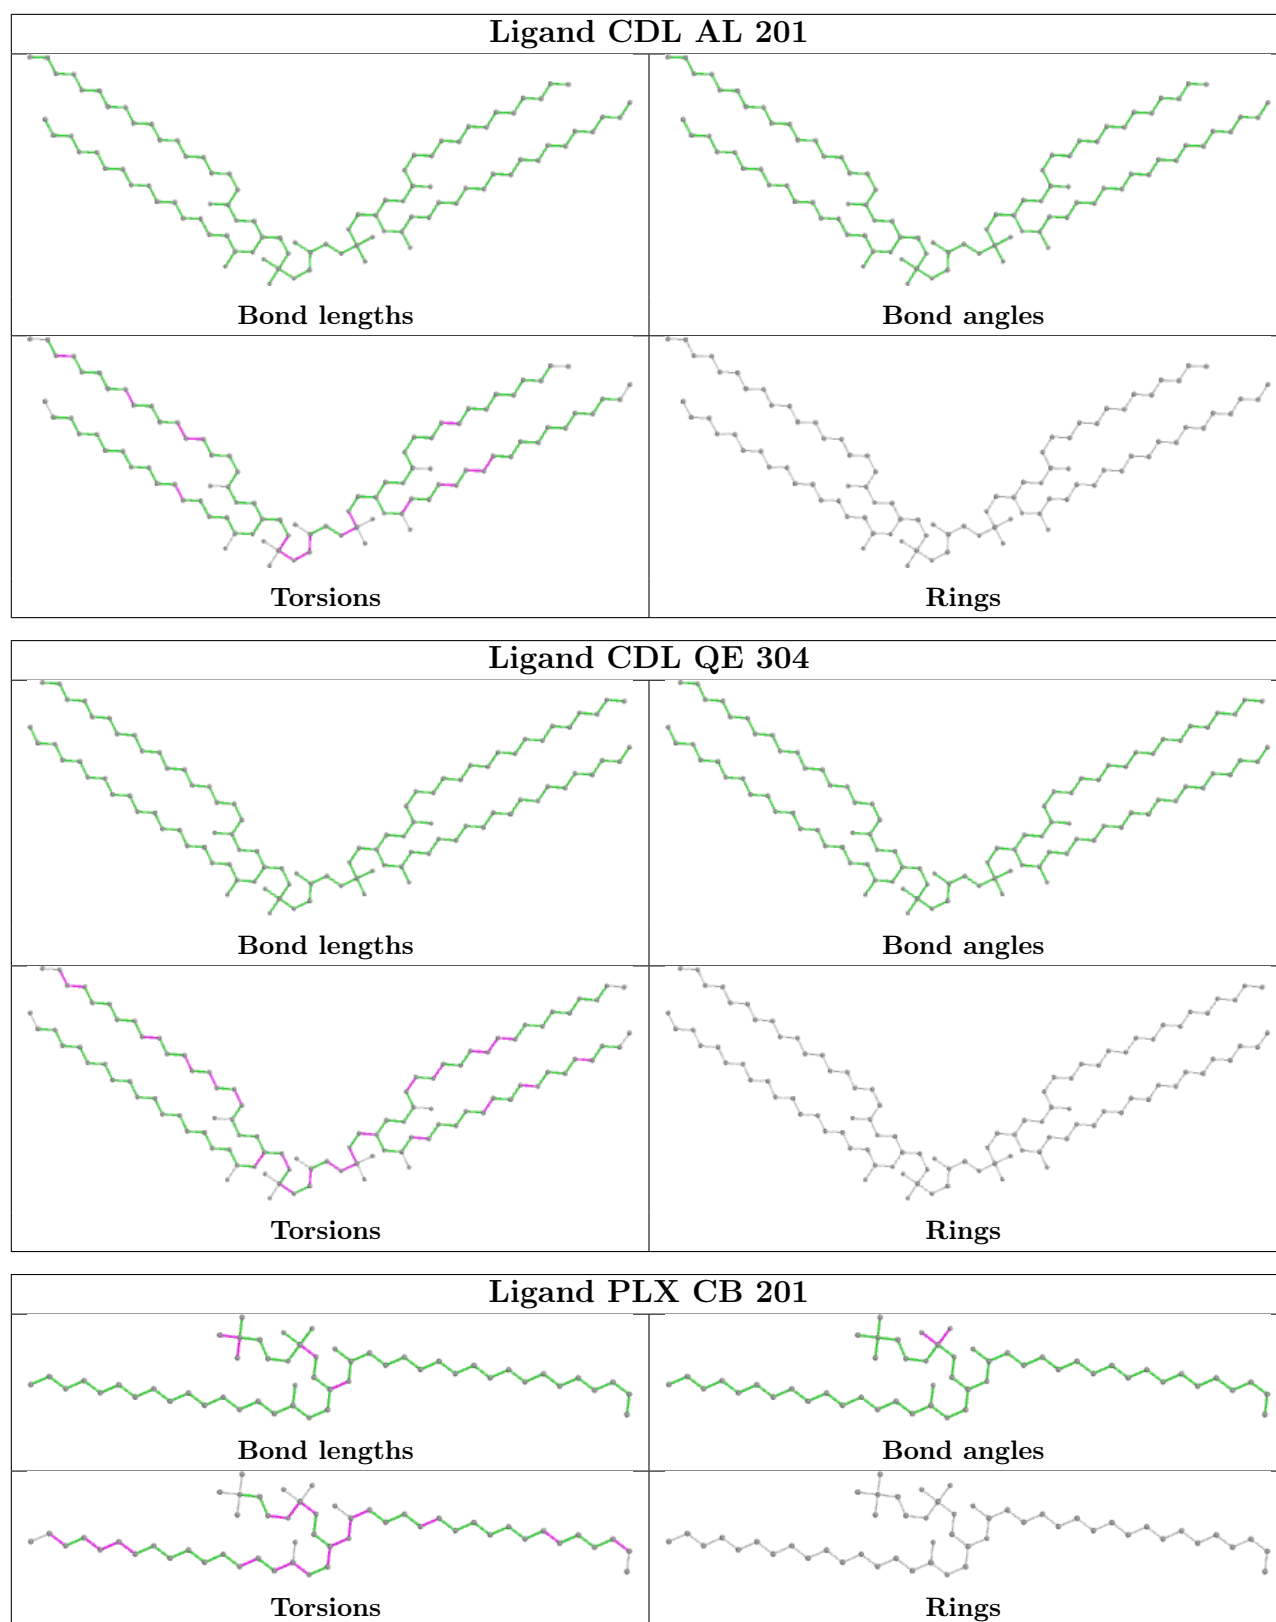 Ligand CDL AL 201
Bond lengths
Bond angles
Torsions
Rings
Ligand CDL QE 304
Bond lengths
Bond angles
Torsions
Rings
Ligand PLX CB 201
Bond lengths
Bond angles
Torsions
Rings